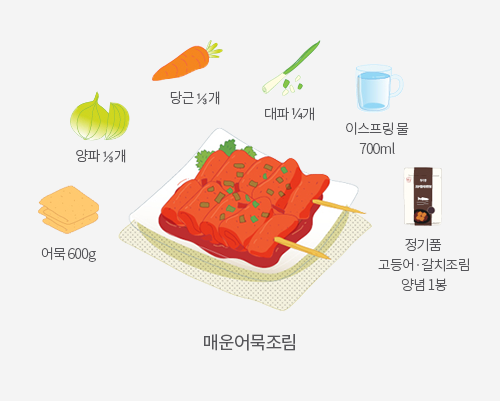 당근 ⅛개
대파 ¼개
이스프링 물
700ml
양파 ⅛개
어묵 600g
정기품
고등어·갈치조림
양념 1봉
매운어묵조림